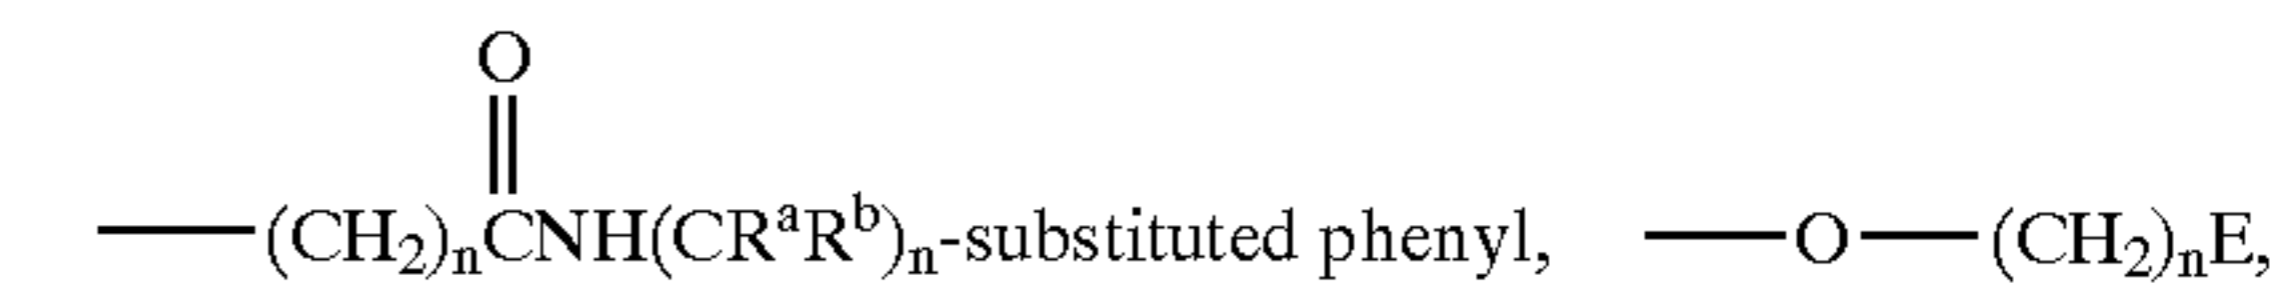 O
—(CH₂)ₙCNH(CRᵃRᵇ)ₙ-substituted phenyl, —O—(CH₂)ₙE,